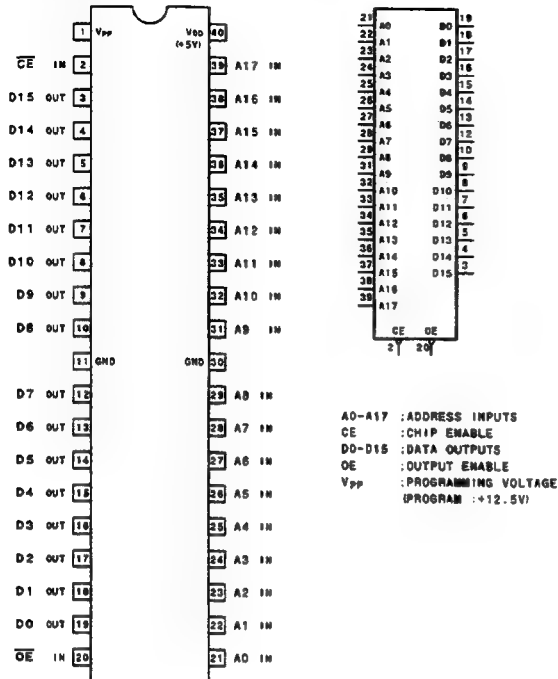 1 Vpp VDD 40
(+5V)
CE IN 2 39 A17 IN
D15 OUT 3 38 A16 IN
D14 OUT 4 37 A15 IN
D13 OUT 5 36 A14 IN
D12 OUT 6 35 A13 IN
D11 OUT 7 34 A12 IN
D10 OUT 8 33 A11 IN
D9 OUT 9 32 A10 IN
D8 OUT 10 31 A9 IN
11 GND GND 30
D7 OUT 12 29 A8 IN
D6 OUT 13 28 A7 IN
D5 OUT 14 27 A6 IN
D4 OUT 15 26 A5 IN
D3 OUT 16 25 A4 IN
D2 OUT 17 24 A3 IN
D1 OUT 18 23 A2 IN
D0 OUT 19 22 A1 IN
OE IN 20 21 A0 IN
21 A0 D0 19
22 A1 D1 18
23 A2 D2 17
24 A3 D3 16
25 A4 D4 15
26 A5 D5 14
27 A6 D6 13
28 A7 D7 12
29 A8 D8 10
31 A9 D9 9
32 A10 D10 8
33 A11 D11 7
34 A12 D12 6
35 A13 D13 5
36 A14 D14 4
37 A15 D15 3
38 A16
39 A17
CE OE
2 20
A0-A17 :ADDRESS INPUTS
CE :CHIP ENABLE
D0-D15 :DATA OUTPUTS
OE :OUTPUT ENABLE
Vpp :PROGRAMMING VOLTAGE
(PROGRAM :+12.5V)